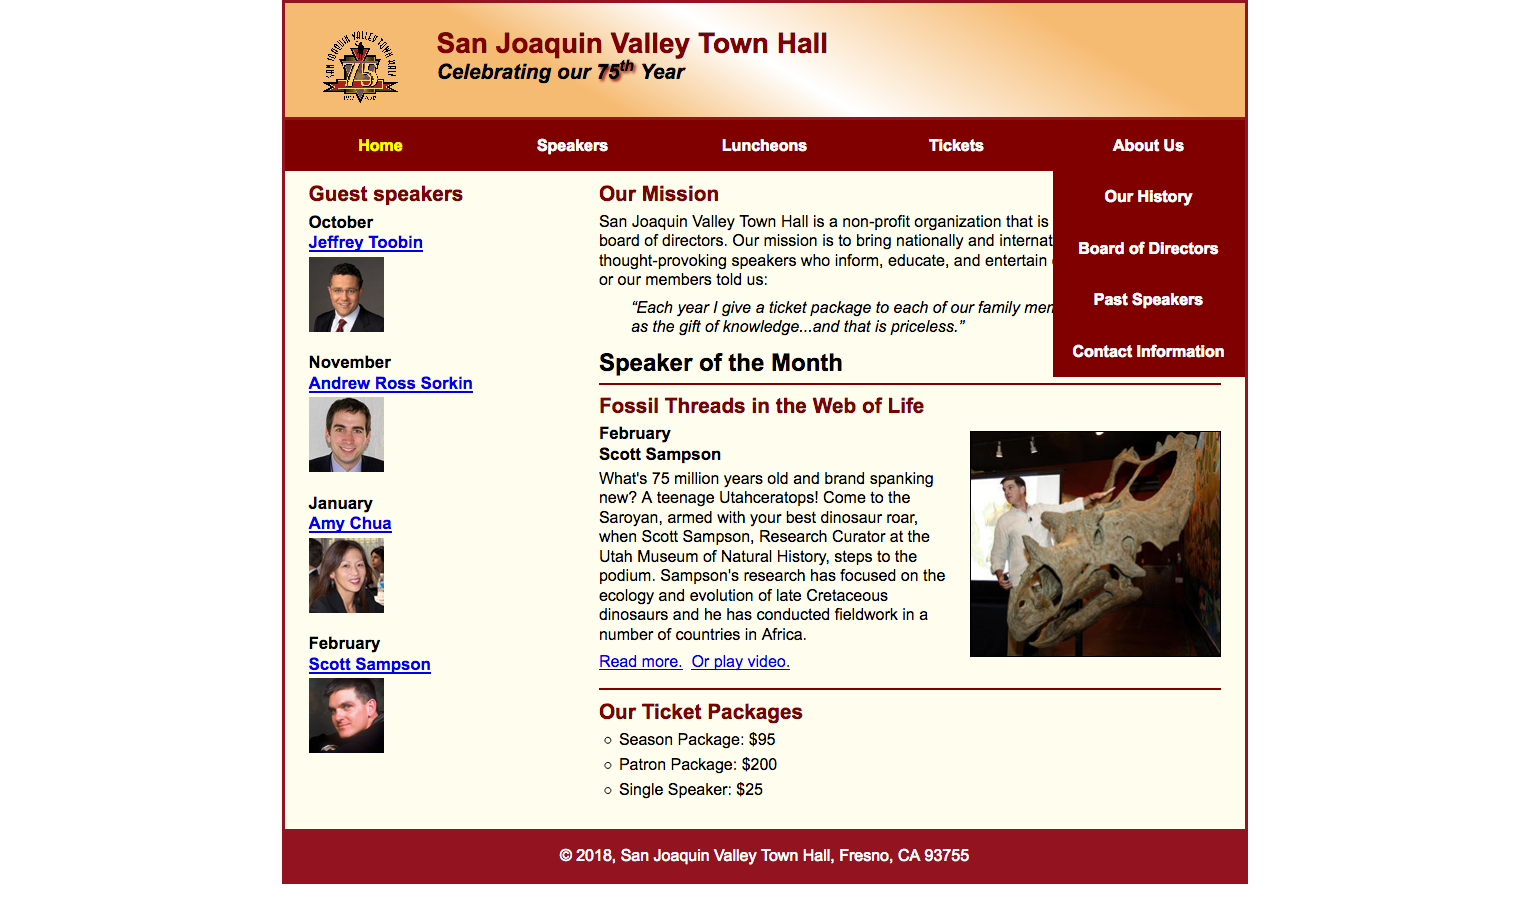 SAN JOAQUIN VALLEY TOWN HALL
75
San Joaquin Valley Town Hall
Celebrating our 75th Year
Home
Speakers
Luncheons
Tickets
About Us
Our History
Board of Directors
Past Speakers
Contact Information
Guest speakers
October
Jeffrey Toobin
November
Andrew Ross Sorkin
January
Amy Chua
February
Scott Sampson
Our Mission
San Joaquin Valley Town Hall is a non-profit organization that is
board of directors. Our mission is to bring nationally and
thought-provoking speakers who inform, educate, and entertain
or our members told us:
“Each year I give a ticket package to each of our family
as the gift of knowledge...and that is priceless.”
Speaker of the Month
Fossil Threads in the Web of Life
February
Scott Sampson
What's 75 million years old and brand spanking
new? A teenage Utahceratops! Come to the
Saroyan, armed with your best dinosaur roar,
when Scott Sampson, Research Curator at the
Utah Museum of Natural History, steps to the
podium. Sampson's research has focused on the
ecology and evolution of late Cretaceous
dinosaurs and he has conducted fieldwork in a
number of countries in Africa.
Read more. Or play video.
Our Ticket Packages
Season Package: $95
Patron Package: $200
Single Speaker: $25
© 2018, San Joaquin Valley Town Hall, Fresno, CA 93755